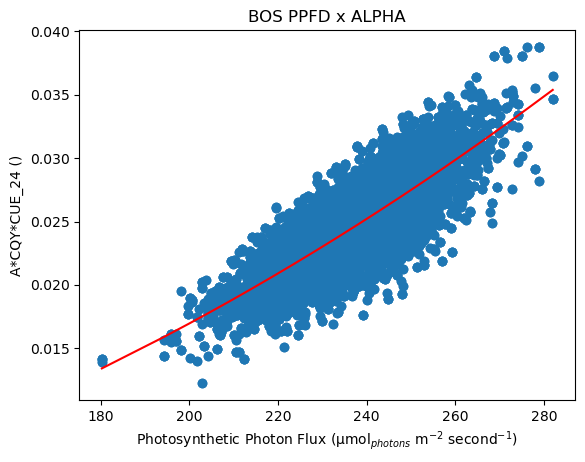 BOS PPFD x ALPHA
0.040
0.035
0.030
0.025
0.020
0.015
A*CQY*CUE_24 ()
180 200 220 240 260 280
Photosynthetic Photon Flux (μmol$_{photons}$ m$^{-2}$ second$^{-1}$)